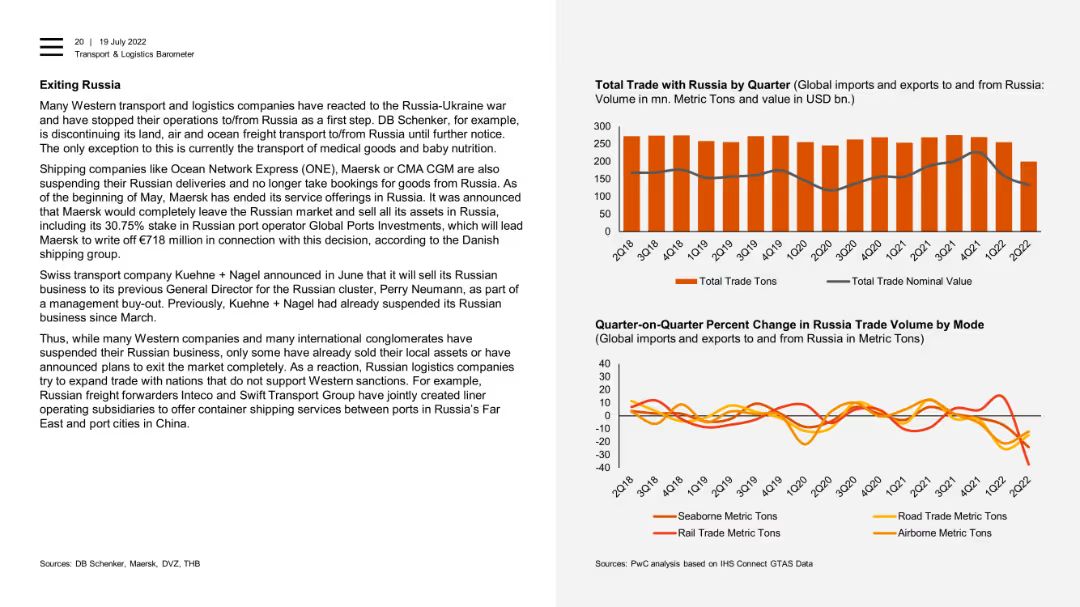 20 | 19 July 2022
Transport & Logistics Barometer
Exiting Russia
Many Western transport and logistics companies have reacted to the Russia-Ukraine war
and have stopped their operations to/from Russia as a first step. DB Schenker, for example,
is discontinuing its land, air and ocean freight transport to/from Russia until further notice.
The only exception to this is currently the transport of medical goods and baby nutrition.
Shipping companies like Ocean Network Express (ONE), Maersk or CMA CGM are also
suspending their Russian deliveries and no longer take bookings for goods from Russia. As
of the beginning of May, Maersk has ended its service offerings in Russia. It was announced
that Maersk would completely leave the Russian market and sell all its assets in Russia,
including its 30.75% stake in Russian port operator Global Ports Investments, which will lead
Maersk to write off €718 million in connection with this decision, according to the Danish
shipping group.
Swiss transport company Kuehne + Nagel announced in June that it will sell its Russian
business to its previous General Director for the Russian cluster, Perry Neumann, as part of
a management buy-out. Previously, Kuehne + Nagel had already suspended its Russian
business since March.
Thus, while many Western companies and many international conglomerates have
suspended their Russian business, only some have already sold their local assets or have
announced plans to exit the market completely. As a reaction, Russian logistics companies
try to expand trade with nations that do not support Western sanctions. For example,
Russian freight forwarders Inteco and Swift Transport Group have jointly created liner
operating subsidiaries to offer container shipping services between ports in Russia's Far
East and port cities in China.
Sources: DB Schenker, Maersk, DVZ, THB
Total Trade with Russia by Quarter (Global imports and exports to and from Russia:
Volume in mn. Metric Tons and value in USD bn.)
300
250
200
150
100
50
0
2Q18 3Q18 4Q18 1Q19 2Q19 3Q19 4Q19 1Q20 2Q20 3Q20 4Q20 1Q21 2Q21 3Q21 4Q21 1Q22 2Q22
Total Trade Tons Total Trade Nominal Value
Quarter-on-Quarter Percent Change in Russia Trade Volume by Mode
(Global imports and exports to and from Russia in Metric Tons)
40
30
20
10
0
-10
-20
-30
-40
2Q18 3Q18 4Q18 1Q19 2Q19 3Q19 4Q19 1Q20 2Q20 3Q20 4Q20 1Q21 2Q21 3Q21 4Q21 1Q22 2Q22
Seaborne Metric Tons Road Trade Metric Tons
Rail Trade Metric Tons Airborne Metric Tons
Sources: PwC analysis based on IHS Connect GTAS Data